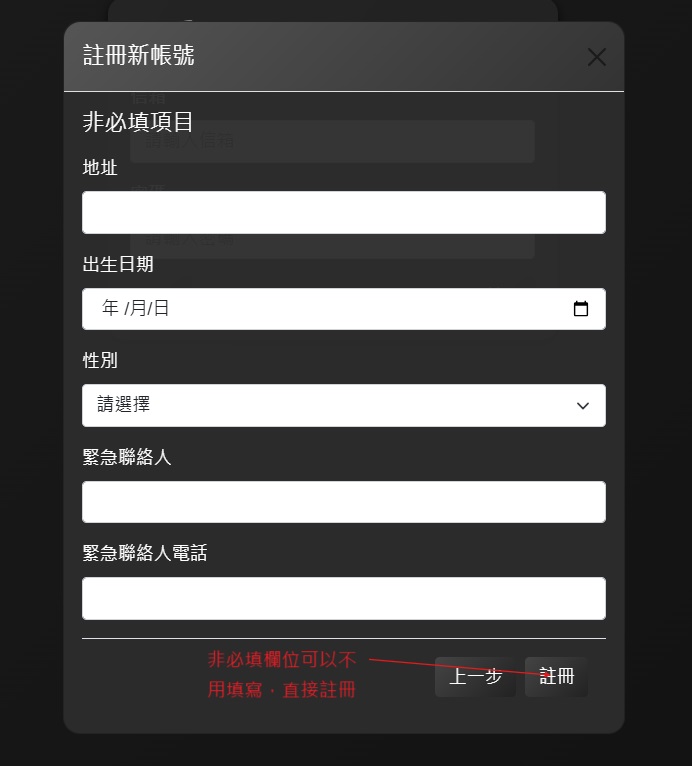 註冊新帳號
非必填項目
地址
出生日期
年 /月/日
性別
請選擇
緊急聯絡人
緊急聯絡人電話
非必填欄位可以不
用填寫，直接註冊
上一步
註冊